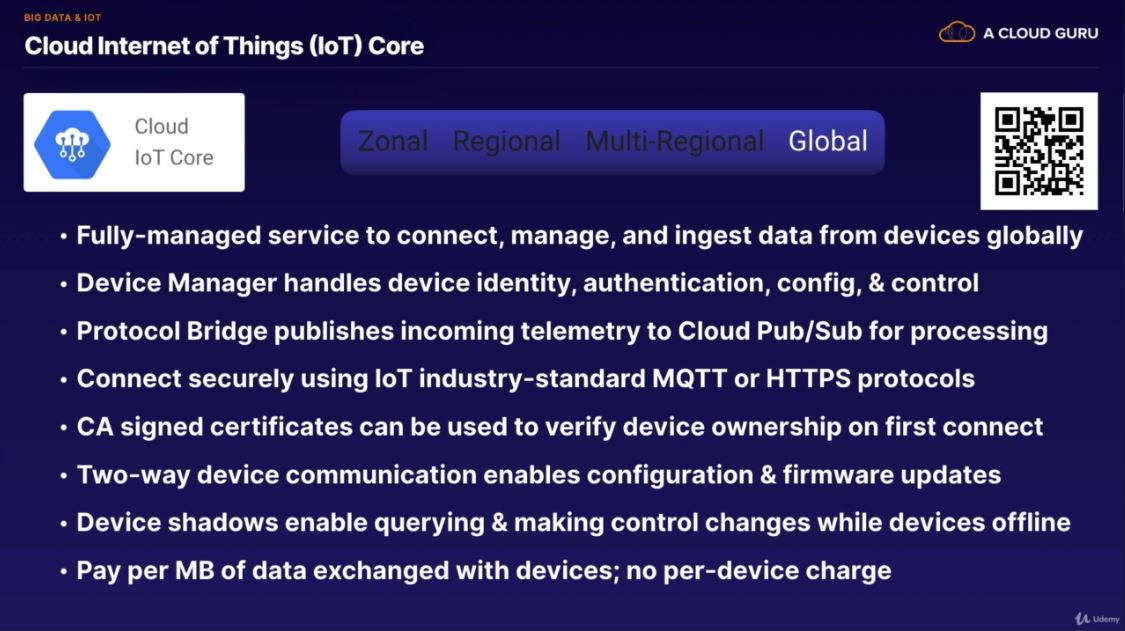 BIG DATA & IOT
Cloud Internet of Things (IoT) Core
A CLOUD GURU
Cloud
IoT Core
Zonal Regional Multi-Regional Global
• Fully-managed service to connect, manage, and ingest data from devices globally
• Device Manager handles device identity, authentication, config, & control
• Protocol Bridge publishes incoming telemetry to Cloud Pub/Sub for processing
• Connect securely using IoT industry-standard MQTT or HTTPS protocols
• CA signed certificates can be used to verify device ownership on first connect
• Two-way device communication enables configuration & firmware updates
• Device shadows enable querying & making control changes while devices offline
• Pay per MB of data exchanged with devices; no per-device charge
Udemy